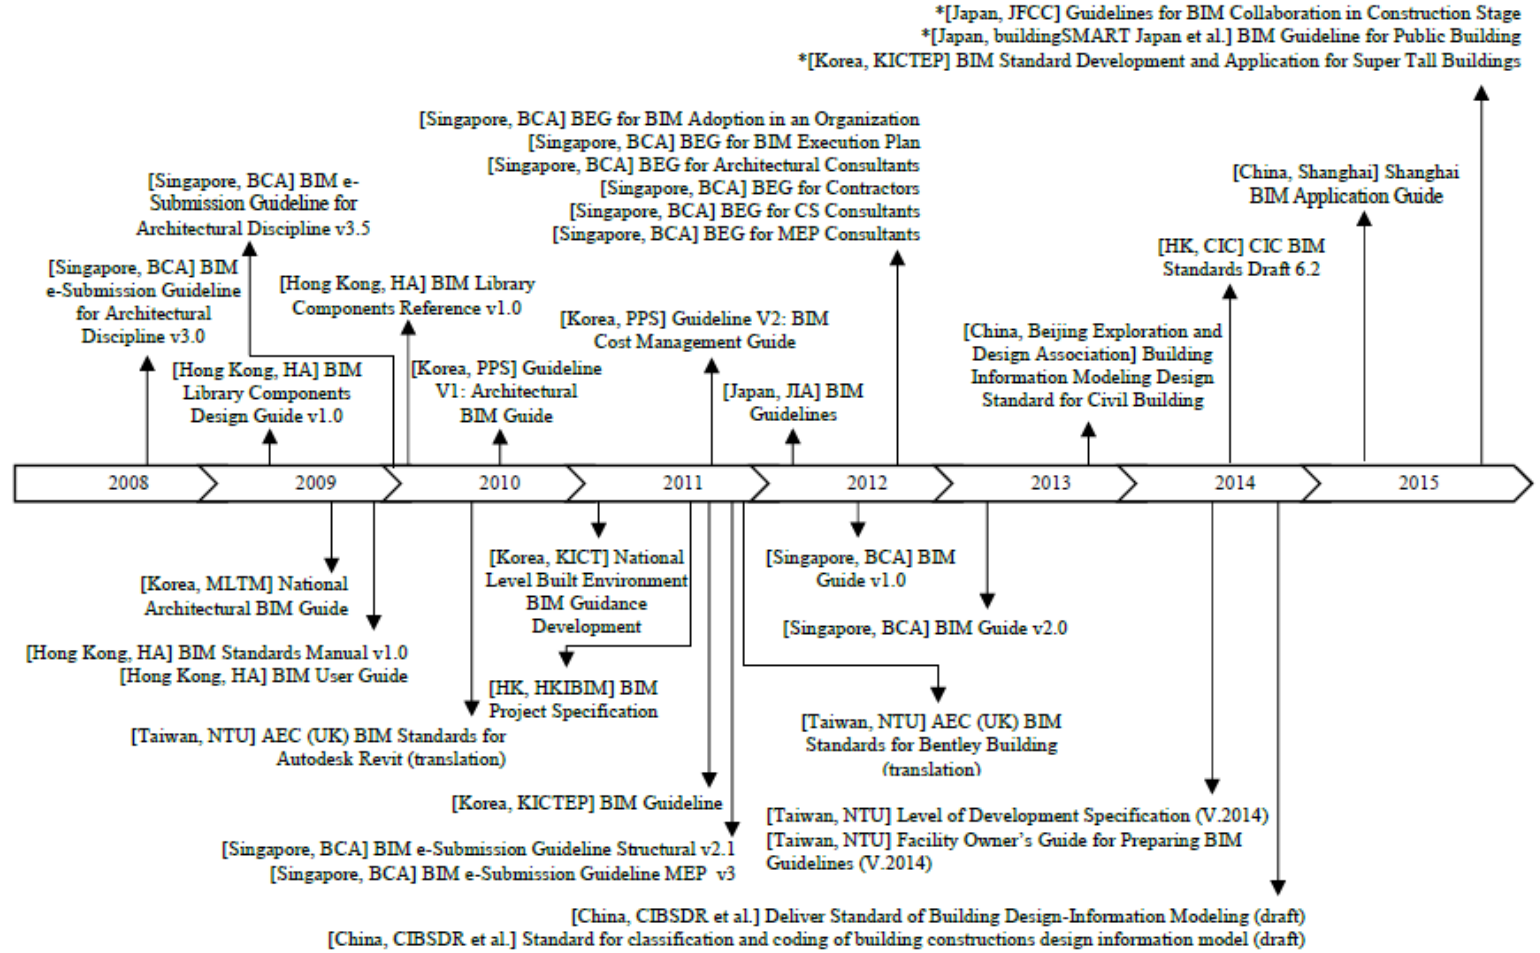 *[Japan, JFCC] Guidelines for BIM Collaboration in Construction Stage
*[Japan, buildingSMART Japan et al.] BIM Guideline for Public Building
*[Korea, KICTEP] BIM Standard Development and Application for Super Tall Buildings
[Singapore, BCA] BEG for BIM Adoption in an Organization
[Singapore, BCA] BEG for BIM Execution Plan
[Singapore, BCA] BEG for Architectural Consultants
[Singapore, BCA] BEG for Contractors
[Singapore, BCA] BEG for CS Consultants
[Singapore, BCA] BEG for MEP Consultants
[China, Shanghai] Shanghai
BIM Application Guide
[Singapore, BCA] BIM e-
Submission Guideline for
Architectural Discipline v3.5
[HK, CIC] CIC BIM
Standards Draft 6.2
[Singapore, BCA] BIM
e-Submission Guideline
for Architectural
Discipline v3.0
[Hong Kong, HA] BIM Library
Components Reference v1.0
[Korea, PPS] Guideline V2: BIM
Cost Management Guide
[China, Beijing Exploration and
Design Association] Building
Information Modeling Design
Standard for Civil Building
[Hong Kong, HA] BIM
Library Components
Design Guide v1.0
[Korea, PPS] Guideline
V1: Architectural
BIM Guide
[Japan, JIA] BIM
Guidelines
2008
2009
2010
2011
2012
2013
2014
2015
[Korea, MLTM] National
Architectural BIM Guide
[Korea, KICT] National
Level Built Environment
BIM Guidance
Development
[Singapore, BCA] BIM
Guide v1.0
[Singapore, BCA] BIM Guide v2.0
[Hong Kong, HA] BIM Standards Manual v1.0
[Hong Kong, HA] BIM User Guide
[HK, HKIBIM] BIM
Project Specification
[Taiwan, NTU] AEC (UK) BIM Standards for
Autodesk Revit (translation)
[Taiwan, NTU] AEC (UK) BIM
Standards for Bentley Building
(translation)
[Korea, KICTEP] BIM Guideline
[Taiwan, NTU] Level of Development Specification (V.2014)
[Taiwan, NTU] Facility Owner's Guide for Preparing BIM
Guidelines (V.2014)
[Singapore, BCA] BIM e-Submission Guideline Structural v2.1
[Singapore, BCA] BIM e-Submission Guideline MEP v3
[China, CIBSDR et al.] Deliver Standard of Building Design-Information Modeling (draft)
[China, CIBSDR et al.] Standard for classification and coding of building constructions design information model (draft)